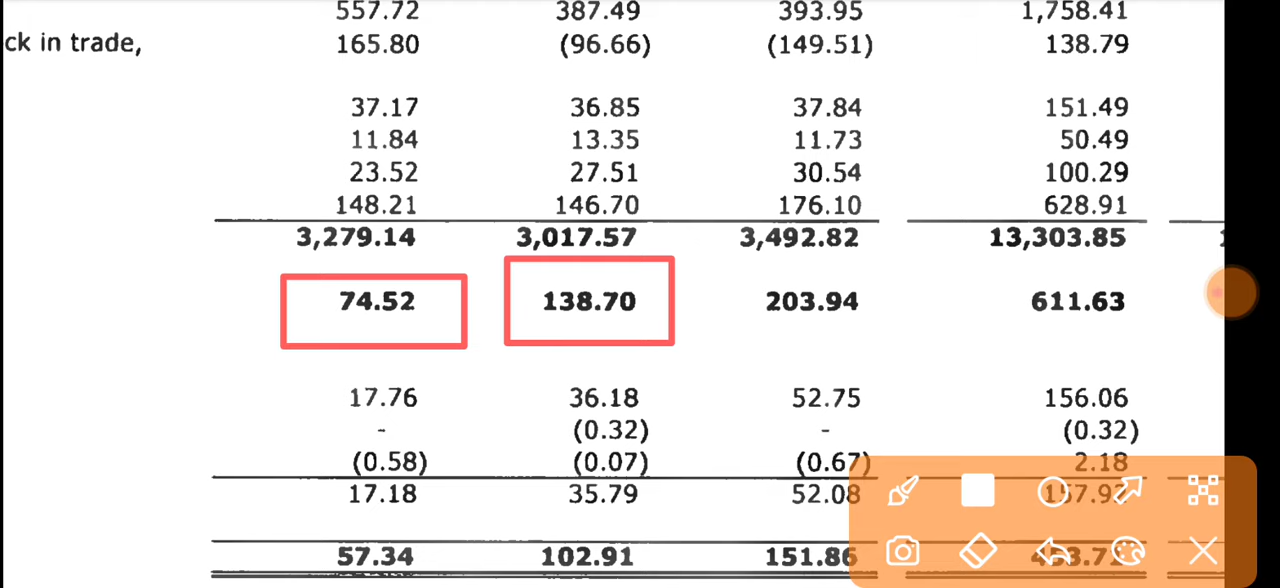 557.72 387.49 393.95 1,758.41
ck in trade, 165.80 (96.66) (149.51) 138.79
37.17 36.85 37.84 151.49
11.84 13.35 11.73 50.49
23.52 27.51 30.54 100.29
148.21 146.70 176.10 628.91
3,279.14 3,017.57 3,492.82 13,303.85
74.52 138.70 203.94 611.63
17.76 36.18 52.75 156.06
- (0.32) - (0.32)
(0.58) (0.07) (0.67) 2.18
17.18 35.79 52.08
57.34 102.91 151.86